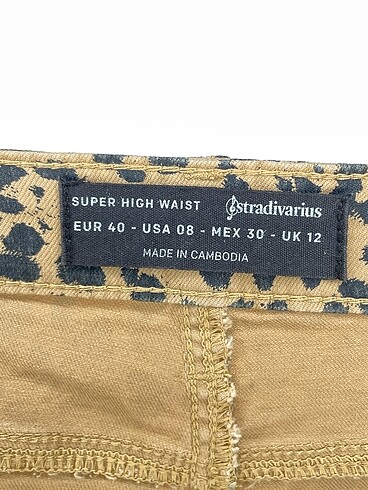 SUPER HIGH WAIST stradivarius
EUR 40 - USA 08 - MEX 30 - UK 12
MADE IN CAMBODIA